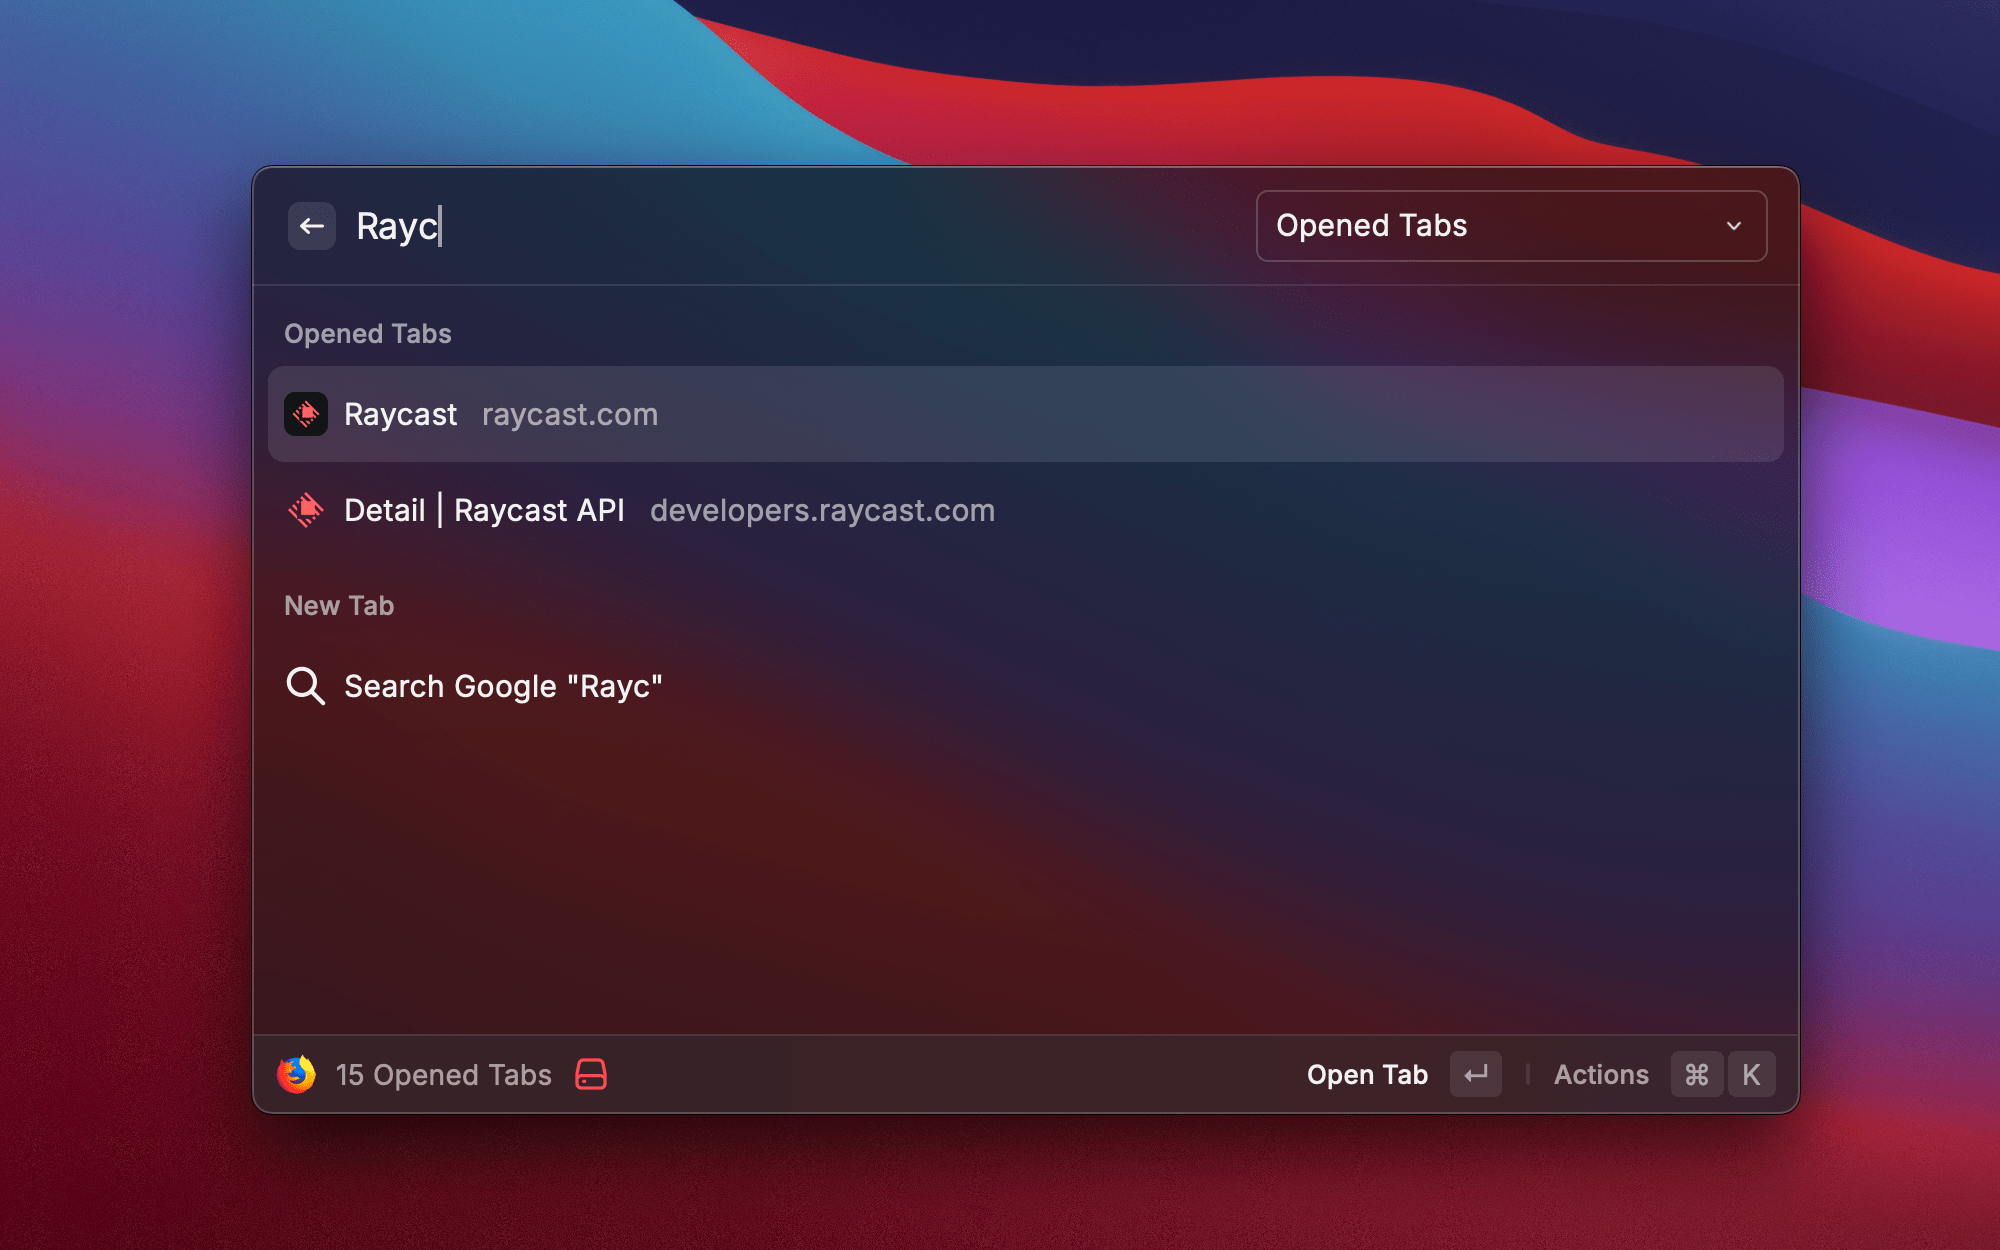 Rayc
Opened Tabs
Opened Tabs
Raycast raycast.com
Detail | Raycast API developers.raycast.com
New Tab
Search Google "Rayc"
15 Opened Tabs
Open Tab ↵ | Actions ⌘ K